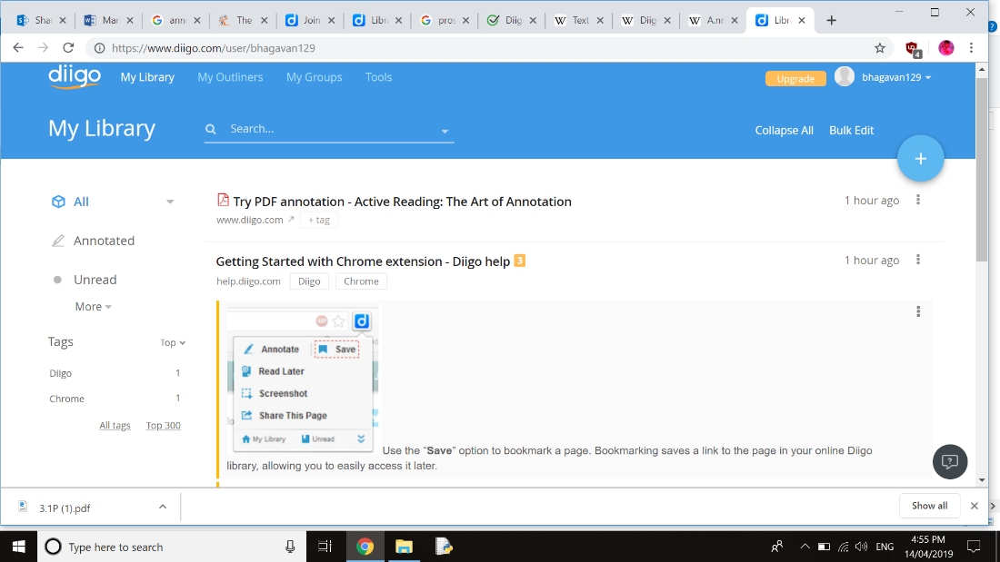 Shar
Mar
ann
The
Join
Libra
pros
Diig
Text
Diig
A.nn
Libra
https://www.diigo.com/user/bhagavan129
4
diigo
My Library
My Outliners
My Groups
Tools
Upgrade
bhagavan129
My Library
Search...
Collapse All
Bulk Edit
+
All
Annotated
Unread
More
Tags
Top
Diigo 1
Chrome 1
All tags
Top 300
Try PDF annotation - Active Reading: The Art of Annotation
1 hour ago
www.diigo.com
+ tag
Getting Started with Chrome extension - Diigo help 3
1 hour ago
help.diigo.com
Diigo
Chrome
Annotate
Save
Read Later
Screenshot
Share This Page
My Library
Unread
Use the “Save” option to bookmark a page. Bookmarking saves a link to the page in your online Diigo
library, allowing you to easily access it later.
3.1P (1).pdf
Show all
Type here to search
ENG
4:55 PM
14/04/2019